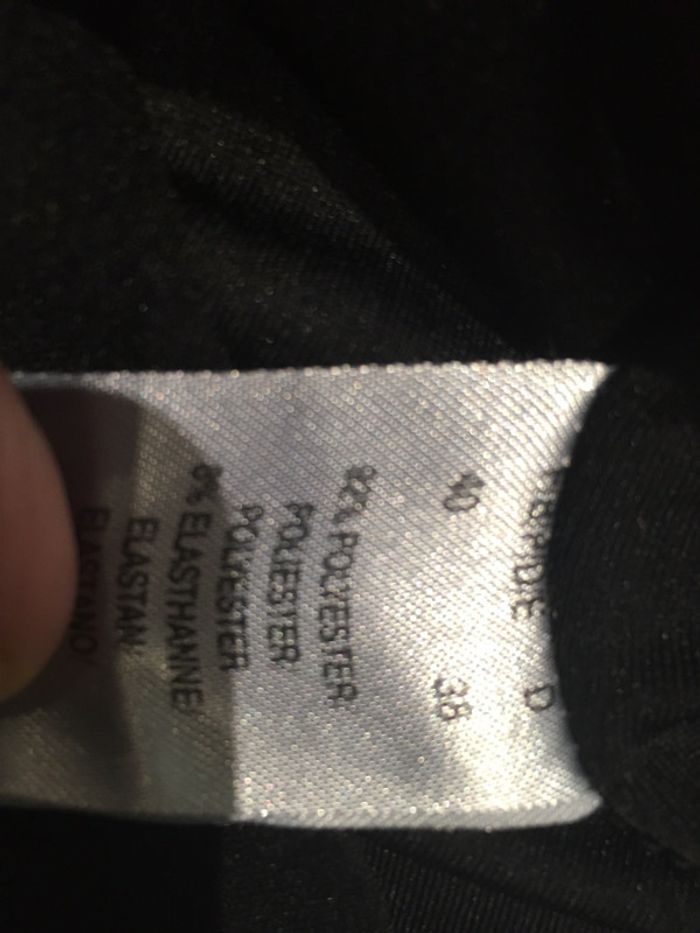 D
40 38
92% POLYESTER
POLIESTER
POLYESTER
8% ELASTHANNE
ELASTAN
ELASTANO